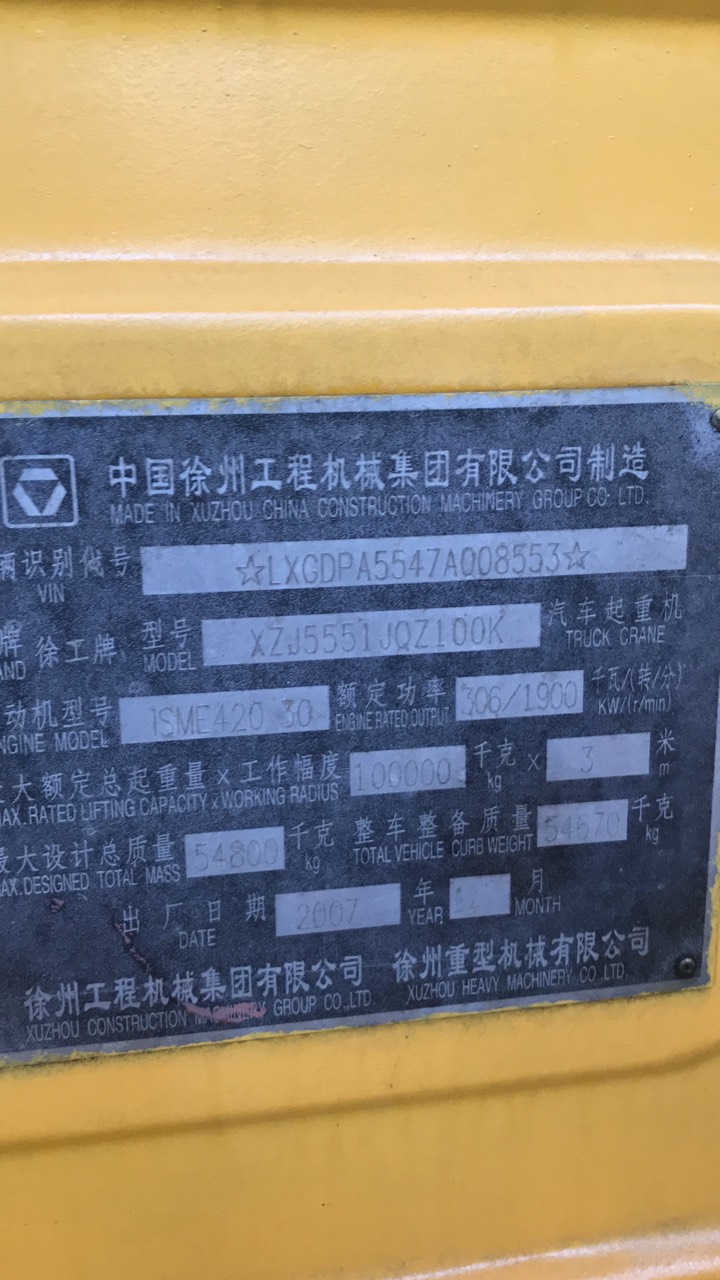 中国徐州工程机械集团有限公司制造
MADE IN XUZHOU CHINA CONSTRUCTION MACHINERY GROUP CO. LTD.
辆识别代号 ☆LXGDPA5547A008553☆
VIN
牌 徐工牌 型号 XZJ5551JQZ100K 汽车起重机
AND MODEL TRUCK CRANE
动机型号 ISME420 30 额定功率 306/1900 千瓦/(转/分)
NGINE MODEL ENGINE RATED OUTPUT KW/(r/min)
大额定总起重量×工作幅度 100000 千克 × 3 米
AX.RATED LIFTING CAPACITY×WORKING RADIUS kg m
最大设计总质量 54800 千克 整车整备质量 54670 千克
AX.DESIGNED TOTAL MASS kg TOTAL VEHICLE CURB WEIGHT kg
出厂日期 2007 年 月
DATE YEAR MONTH
徐州工程机械集团有限公司 徐州重型机械有限公司
XUZHOU CONSTRUCTION MACHINERY GROUP CO.,LTD. XUZHOU HEAVY MACHINERY CO LTD.